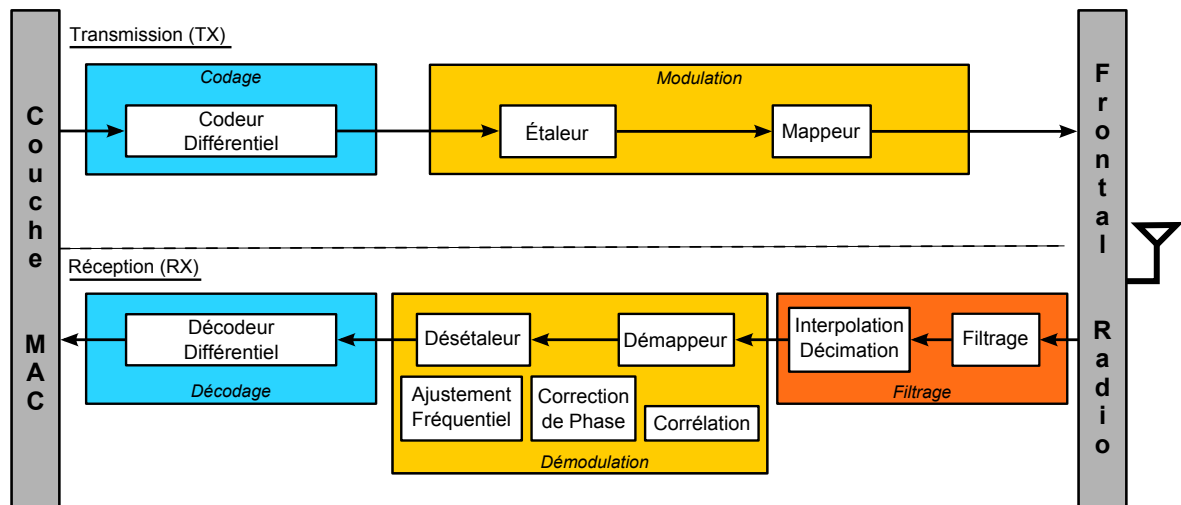 Couche
MAC
Transmission (TX)
Codage
Codeur
Différentiel
Modulation
Étaleur
Mappeur
Frontal
Radio
Réception (RX)
Décodeur
Différentiel
Décodage
Désétaleur
Démappeur
Ajustement
Fréquentiel
Correction
de Phase
Corrélation
Démodulation
Interpolation
Décimation
Filtrage
Filtrage